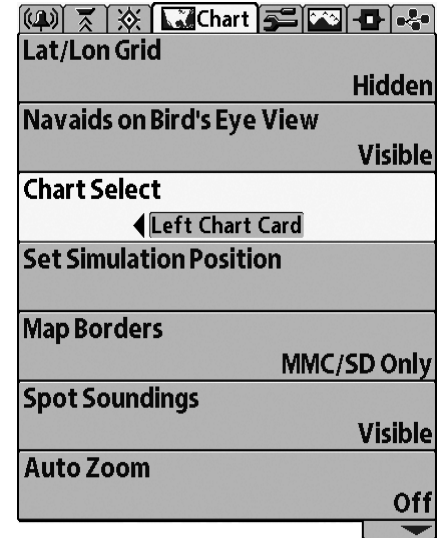 Chart
Lat/Lon Grid
Hidden
Navaids on Bird's Eye View
Visible
Chart Select
Left Chart Card
Set Simulation Position
Map Borders
MMC/SD Only
Spot Soundings
Visible
Auto Zoom
Off